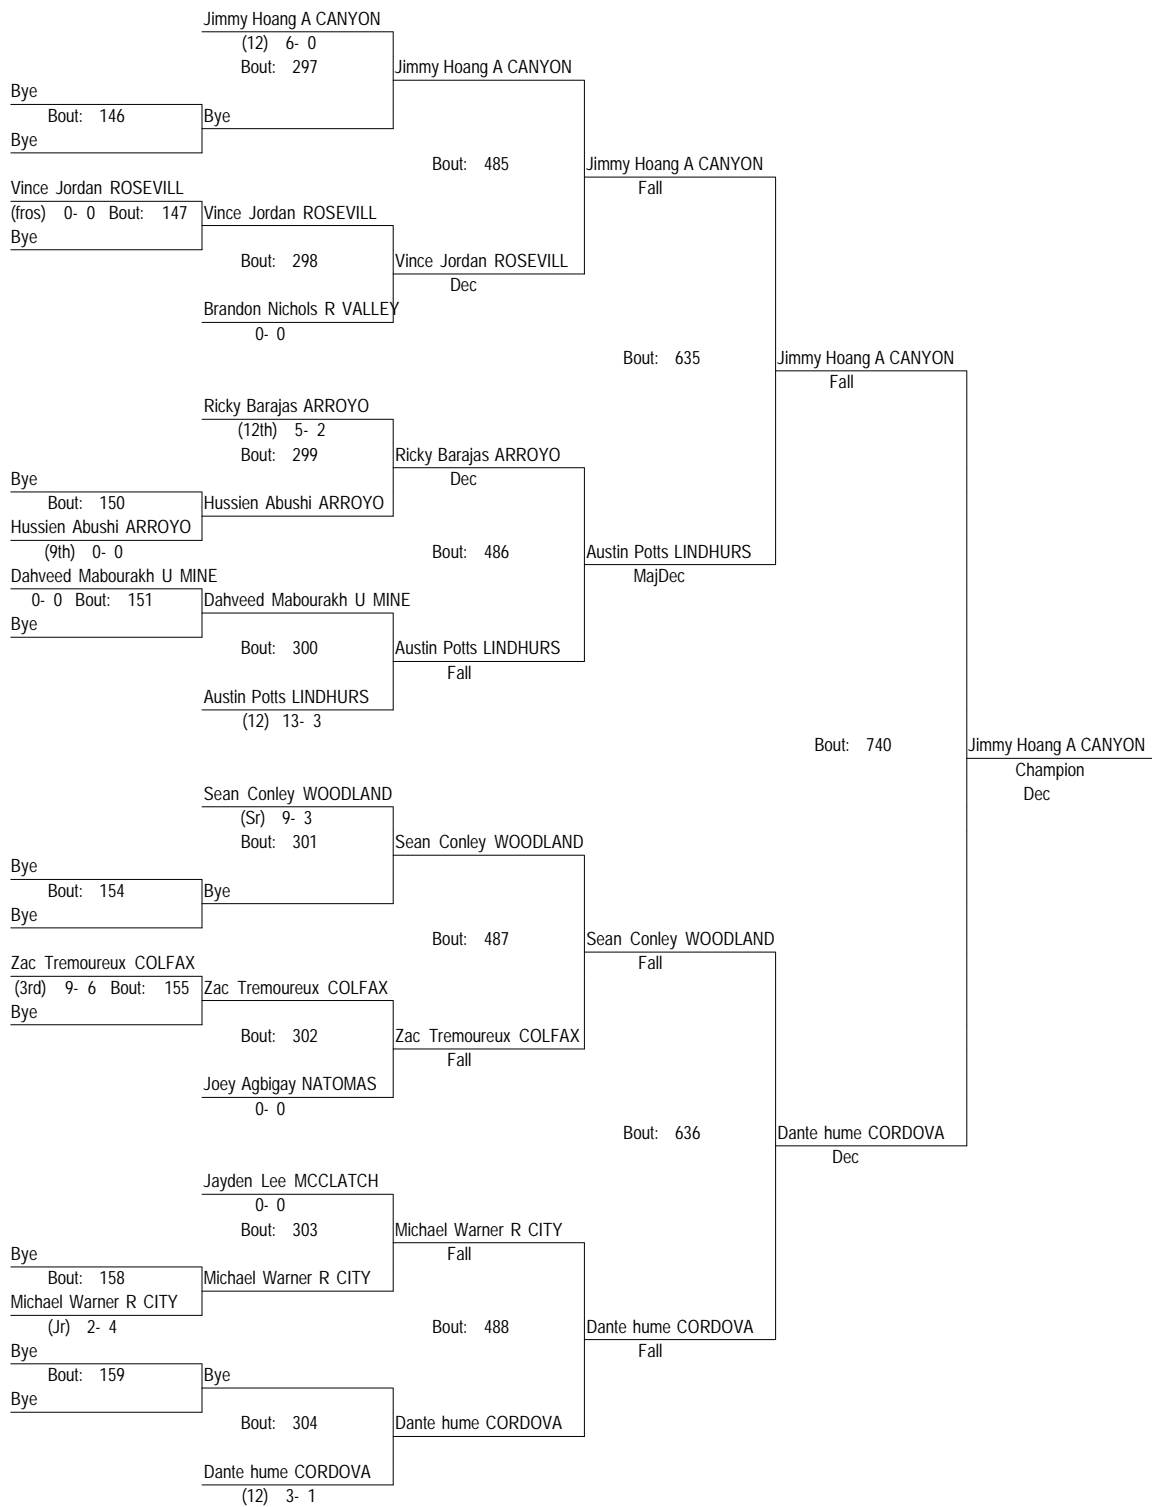 Jimmy Hoang A CANYON
(12) 6- 0
Bout: 297
Jimmy Hoang A CANYON
Bye
Bout: 146
Bye
Bye
Bout: 485
Jimmy Hoang A CANYON
Fall
Vince Jordan ROSEVILL
(fros) 0- 0 Bout: 147
Vince Jordan ROSEVILL
Bye
Bout: 298
Vince Jordan ROSEVILL
Dec
Brandon Nichols R VALLEY
0- 0
Bout: 635
Jimmy Hoang A CANYON
Fall
Ricky Barajas ARROYO
(12th) 5- 2
Bout: 299
Ricky Barajas ARROYO
Dec
Bye
Bout: 150
Hussien Abushi ARROYO
Hussien Abushi ARROYO
(9th) 0- 0
Bout: 486
Austin Potts LINDHURS
MajDec
Dahveed Mabourakh U MINE
0- 0 Bout: 151
Dahveed Mabourakh U MINE
Bye
Bout: 300
Austin Potts LINDHURS
Fall
Austin Potts LINDHURS
(12) 13- 3
Bout: 740
Jimmy Hoang A CANYON
Champion
Dec
Sean Conley WOODLAND
(Sr) 9- 3
Bout: 301
Sean Conley WOODLAND
Bye
Bout: 154
Bye
Bye
Bout: 487
Sean Conley WOODLAND
Fall
Zac Tremoureux COLFAX
(3rd) 9- 6 Bout: 155
Zac Tremoureux COLFAX
Bye
Bout: 302
Zac Tremoureux COLFAX
Fall
Joey Agbigay NATOMAS
0- 0
Bout: 636
Dante hume CORDOVA
Dec
Jayden Lee MCCLATCH
0- 0
Bout: 303
Michael Warner R CITY
Fall
Bye
Bout: 158
Michael Warner R CITY
Michael Warner R CITY
(Jr) 2- 4
Bout: 488
Dante hume CORDOVA
Fall
Bye
Bout: 159
Bye
Bye
Bout: 304
Dante hume CORDOVA
Dante hume CORDOVA
(12) 3- 1